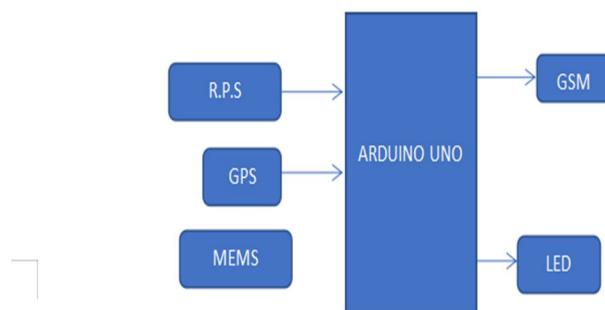 R.P.S
GPS
MEMS
ARDUINO UNO
GSM
LED